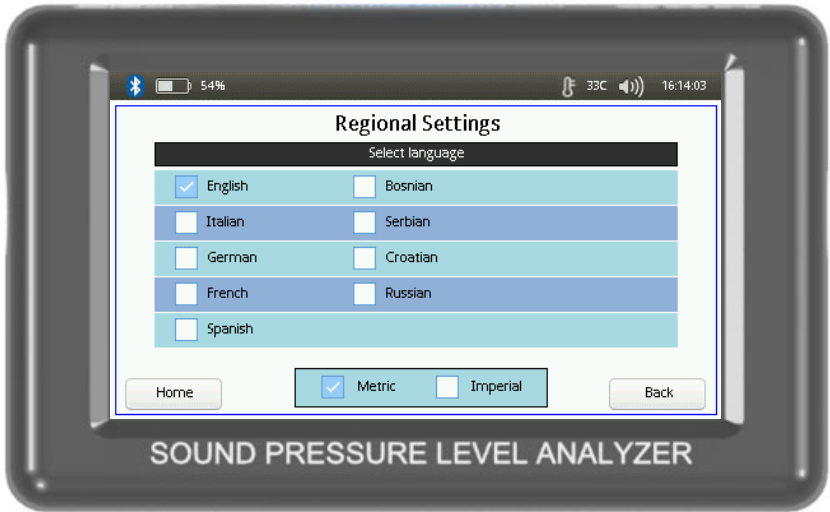 54% 33C 16:14:03
Regional Settings
Select language
English Bosnian
Italian Serbian
German Croatian
French Russian
Spanish
Home Metric Imperial Back
SOUND PRESSURE LEVEL ANALYZER